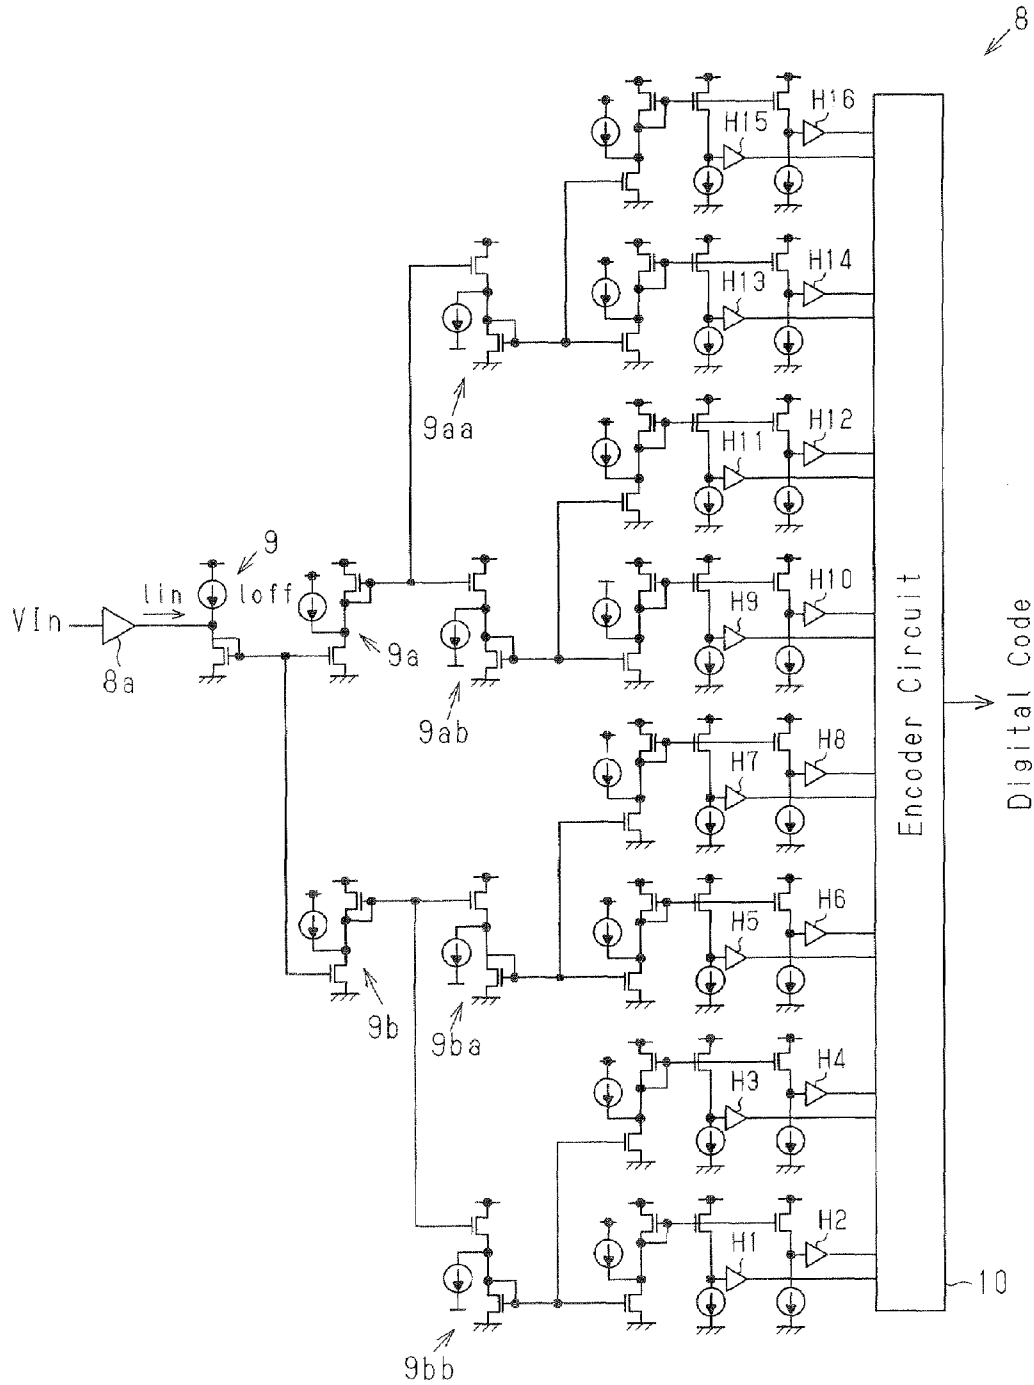 8
H16
H15
H14
H13
9aa
H12
H11
9
Iin
Ioff
VIn
8a
9a
H10
H9
9ab
H8
H7
H6
H5
9b
9ba
H4
H3
H2
H1
9bb
10
Encoder Circuit
Digital Code